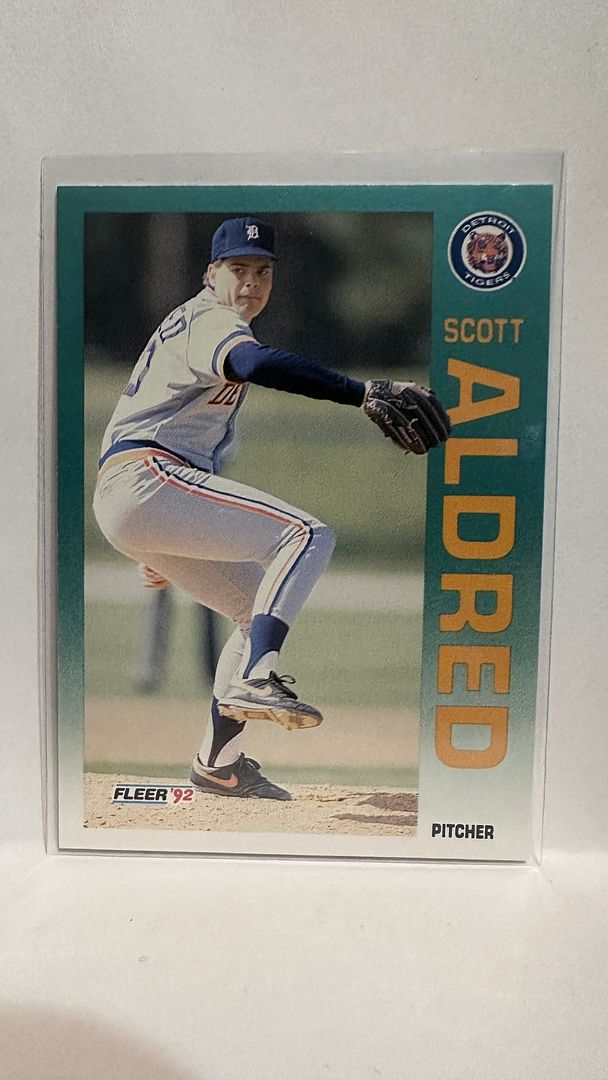 DETROIT
TIGERS
SCOTT
ALDRED
D
FLEER '92
PITCHER